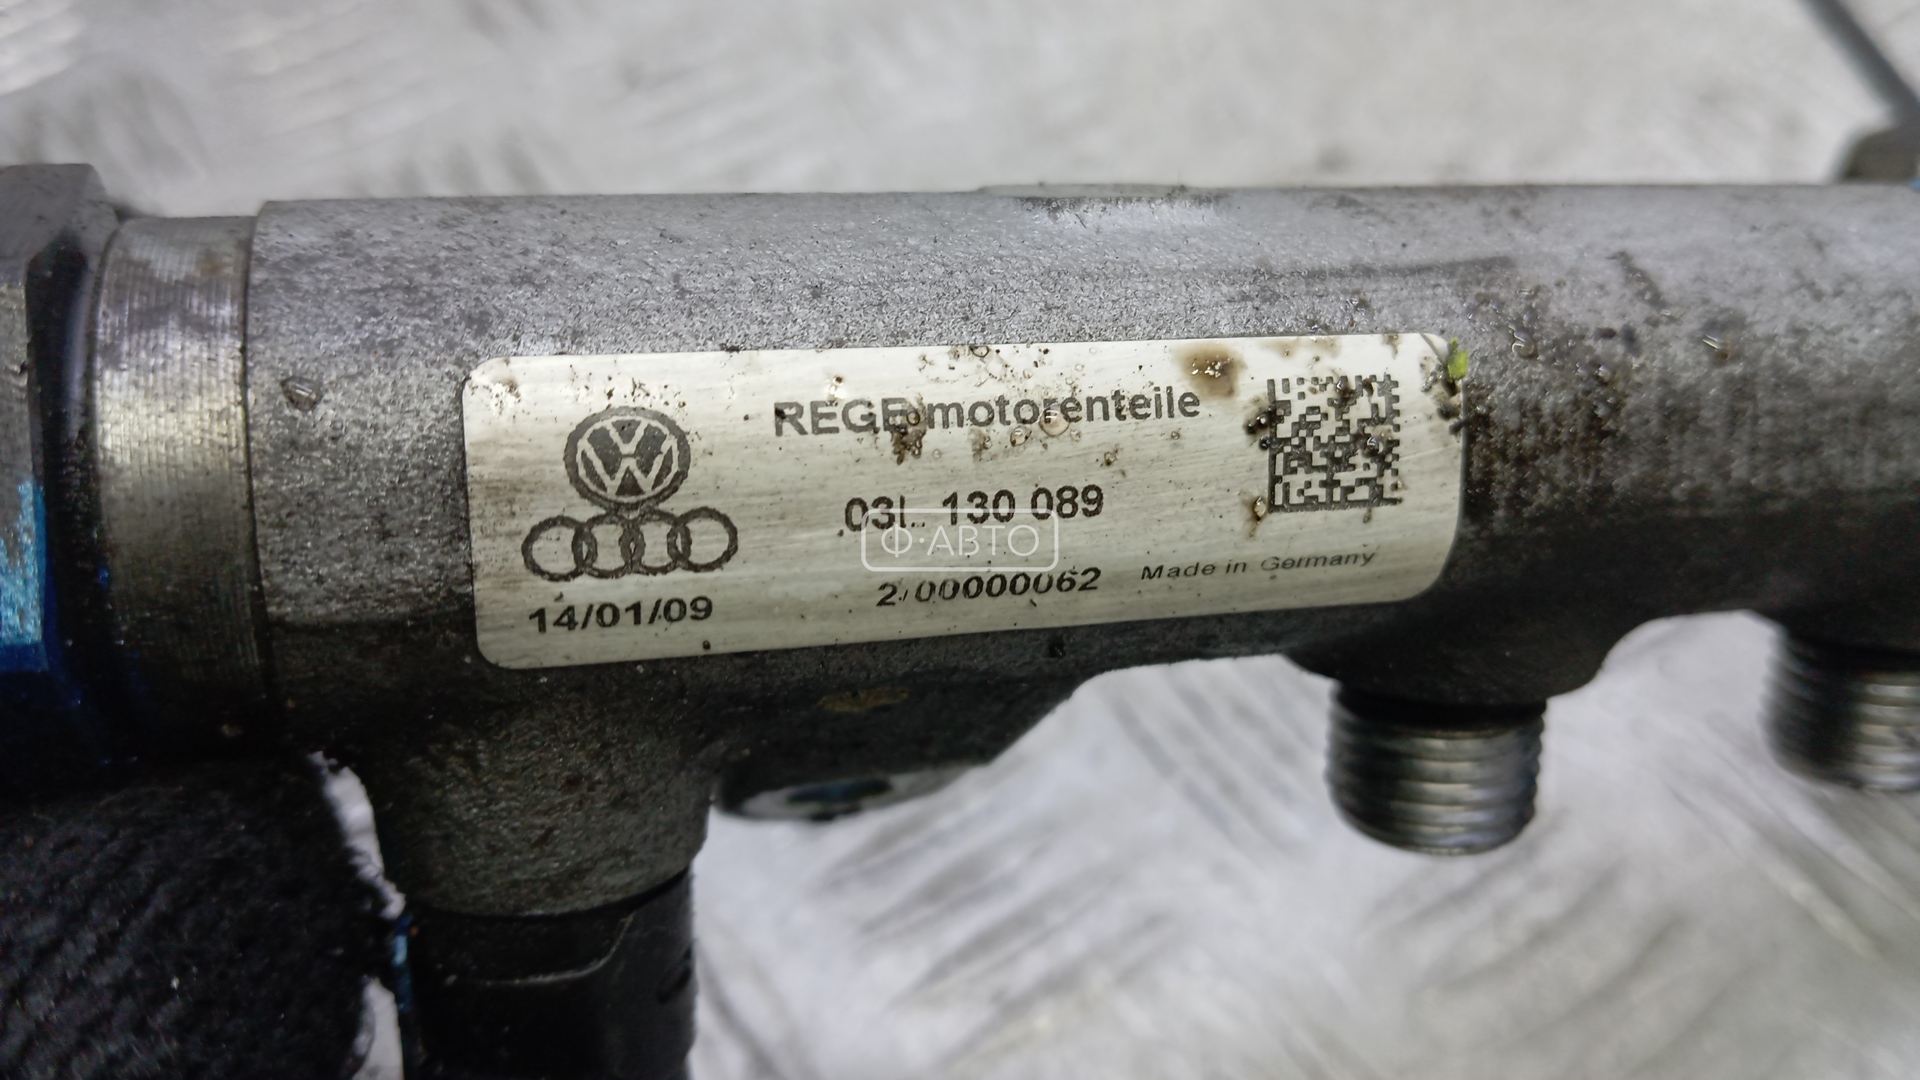 REGE motorenteile
03L 130 089
Ф·АВТО
14/01/09
2/00000062
Made in Germany